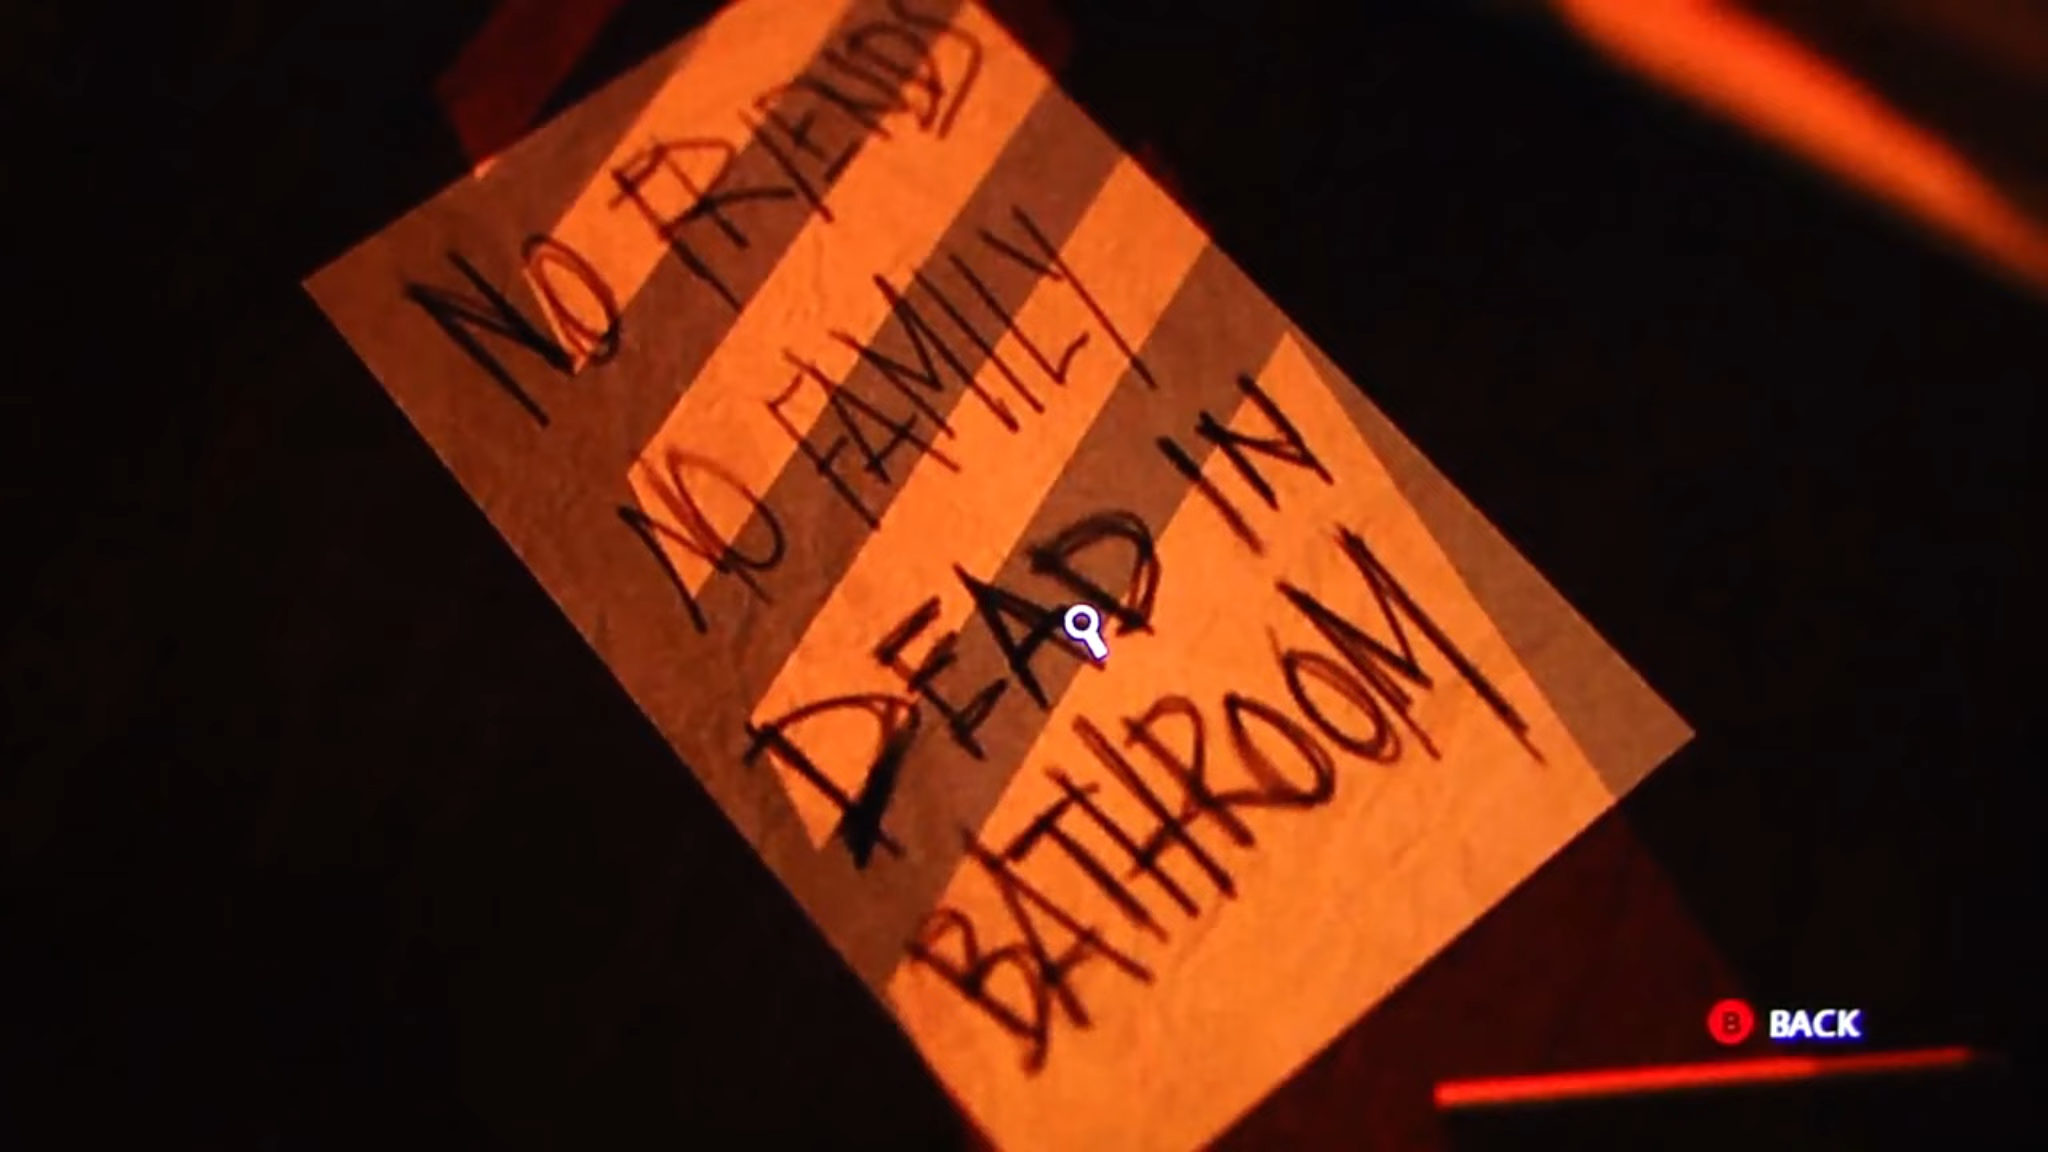 NO FRIENDS
NO FAMILY
DEAD IN
BATHROOM
B BACK